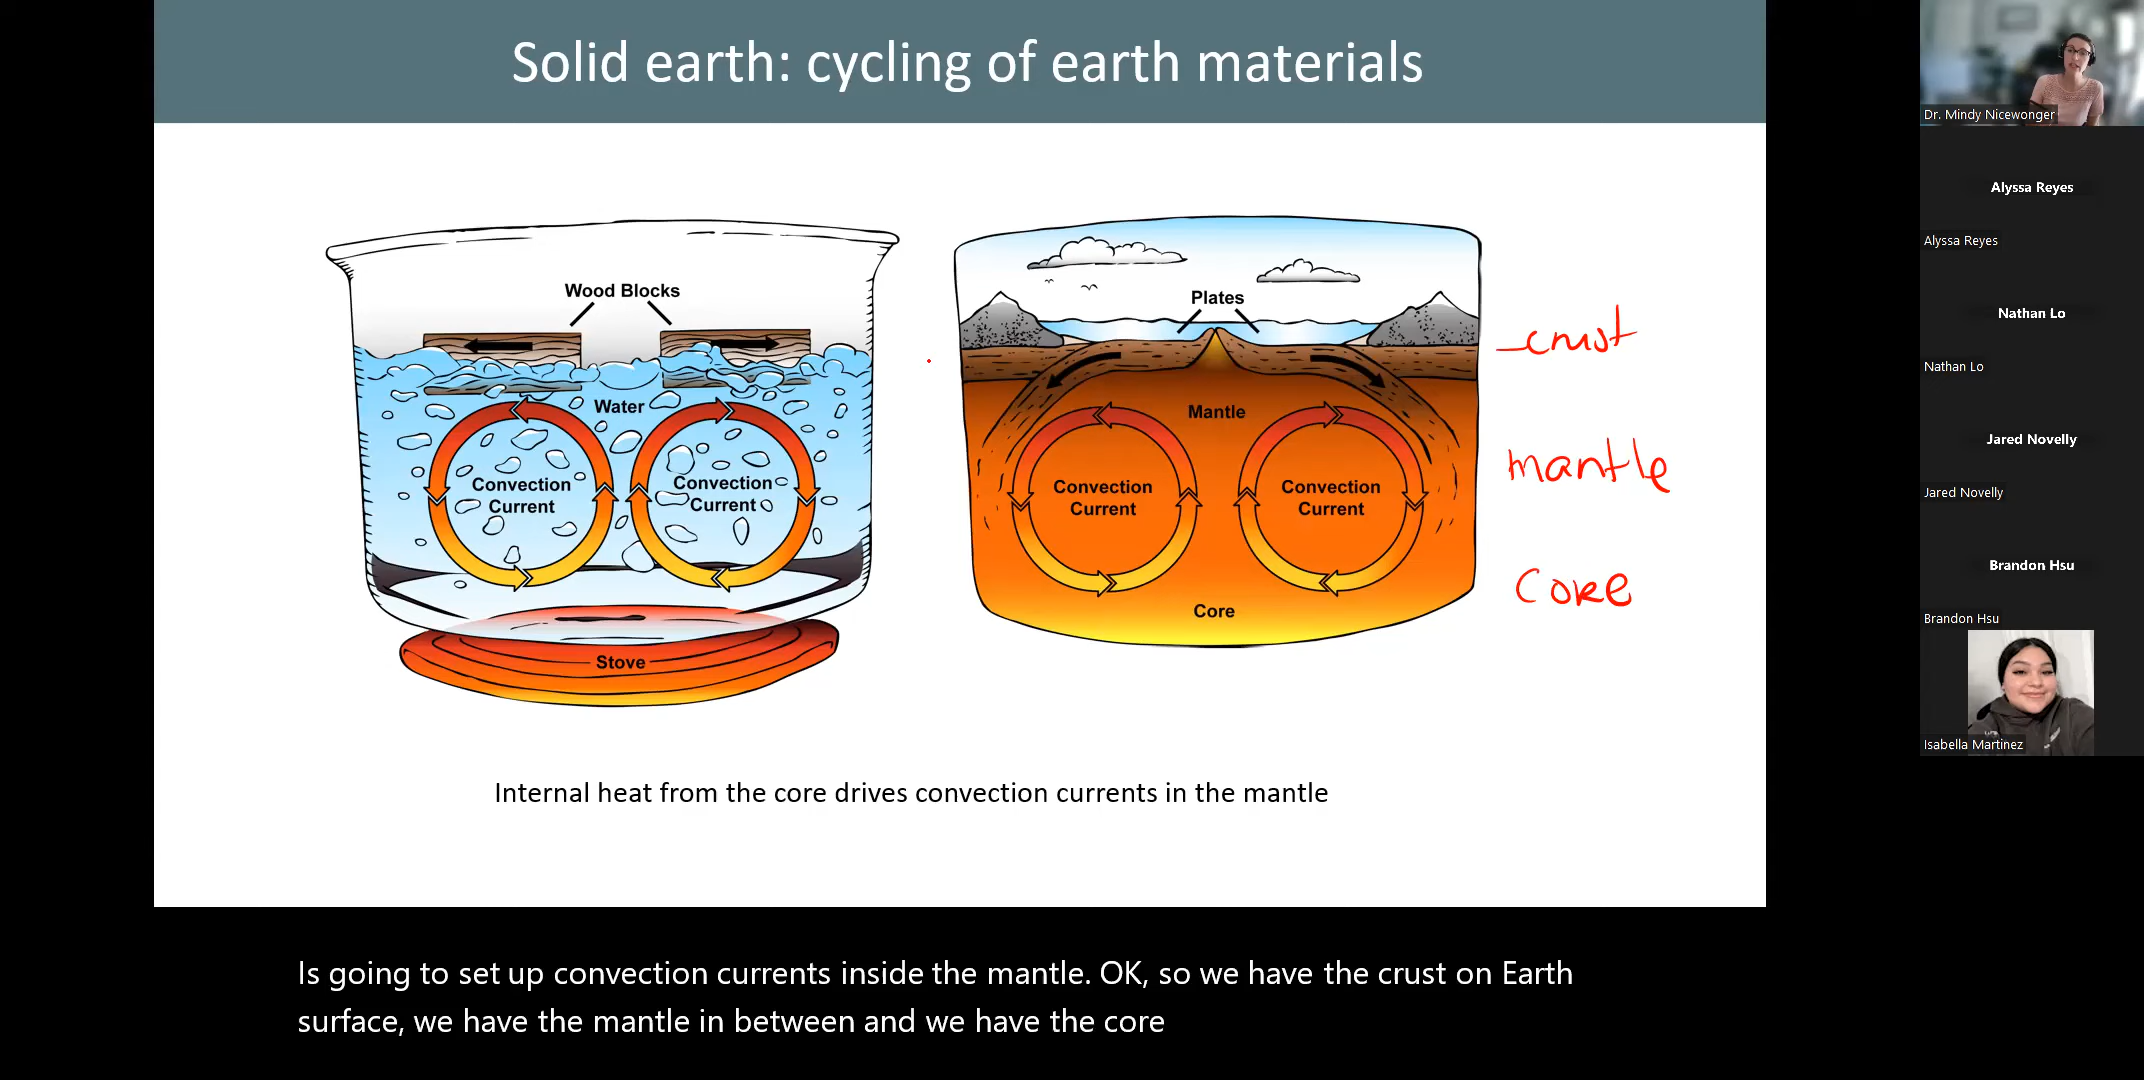 Solid earth: cycling of earth materials
Wood Blocks
Water
Convection
Current
Convection
Current
Stove
Plates
Mantle
Convection
Current
Convection
Current
Core
crust
mantle
Core
Internal heat from the core drives convection currents in the mantle
Is going to set up convection currents inside the mantle. OK, so we have the crust on Earth
surface, we have the mantle in between and we have the core
Dr. Mindy Nicewonger
Alyssa Reyes
Alyssa Reyes
Nathan Lo
Nathan Lo
Jared Novelly
Jared Novelly
Brandon Hsu
Brandon Hsu
Isabella Martinez